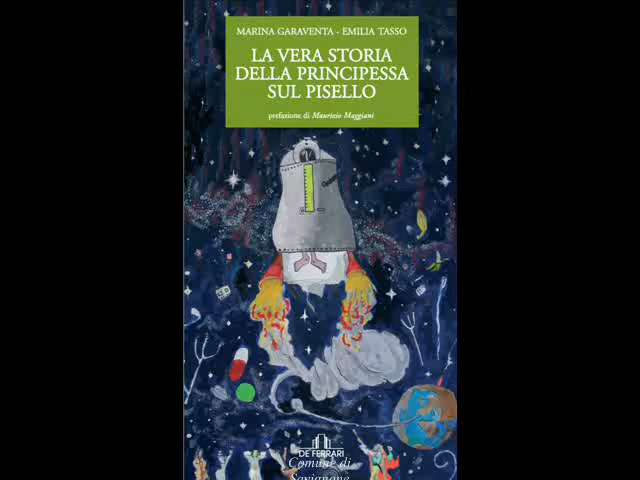 MARINA GARAVENTA - EMILIA TASSO
LA VERA STORIA
DELLA PRINCIPESSA
SUL PISELLO
prefazione di Maurizio Maggiani
DE FERRARI
Comune di
Savignone